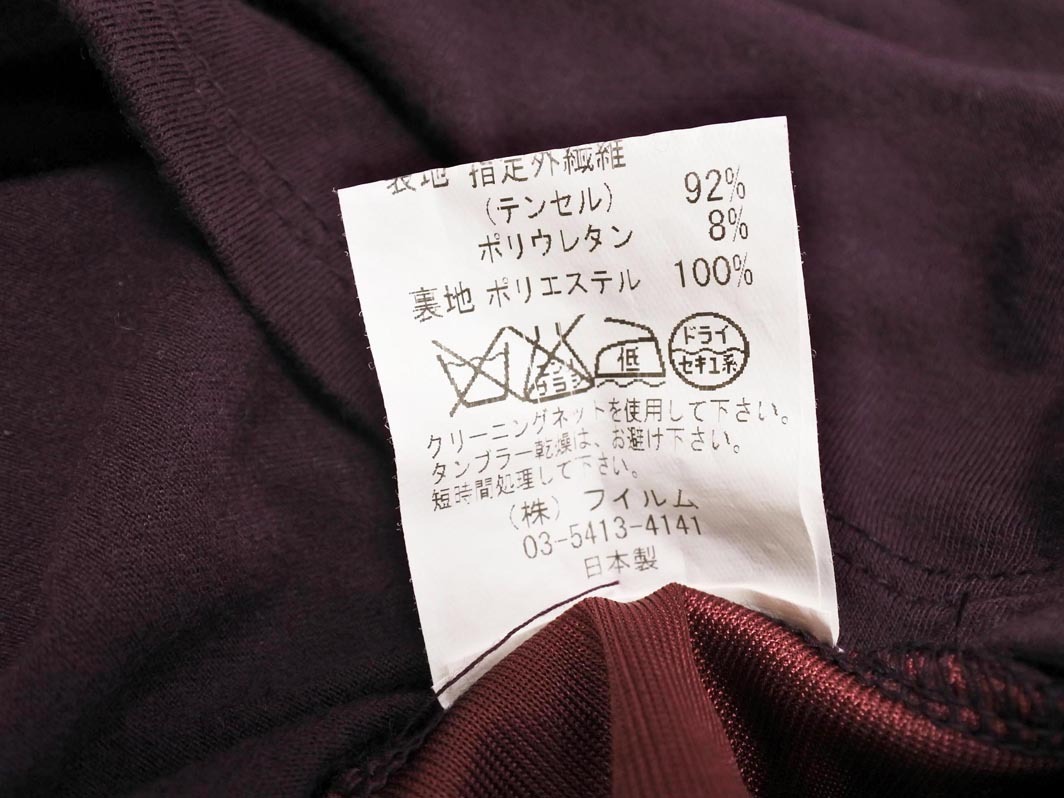 表地 指定外繊維
(テンセル) 92%
ポリウレタン 8%
裏地 ポリエステル 100%
エンソ
低
ドライ
セキユ系
クリーニングネットを使用して下さい。
タンブラー乾燥は、お避け下さい。
短時間処理して下さい。
(株) フイルム
03-5413-4141
日本製